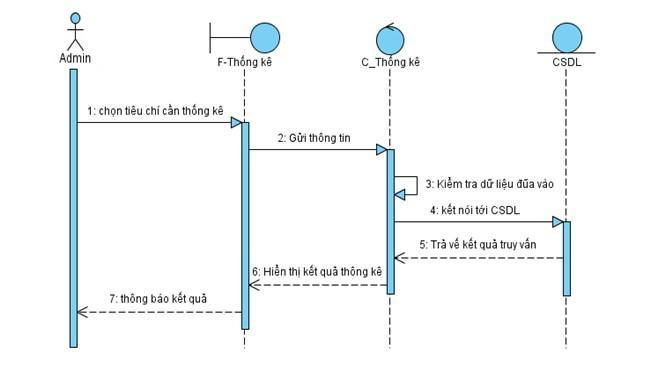 Admin
F-Thống kê
C_Thống kê
CSDL
1: chọn tiêu chí cần thống kê
2: Gửi thông tin
3: Kiểm tra dữ liệu đũa vào
4: kết nói tới CSDL
5: Trả về kết quả truy vấn
6: Hiển thị kết quả thông kê
7: thông báo kết quả